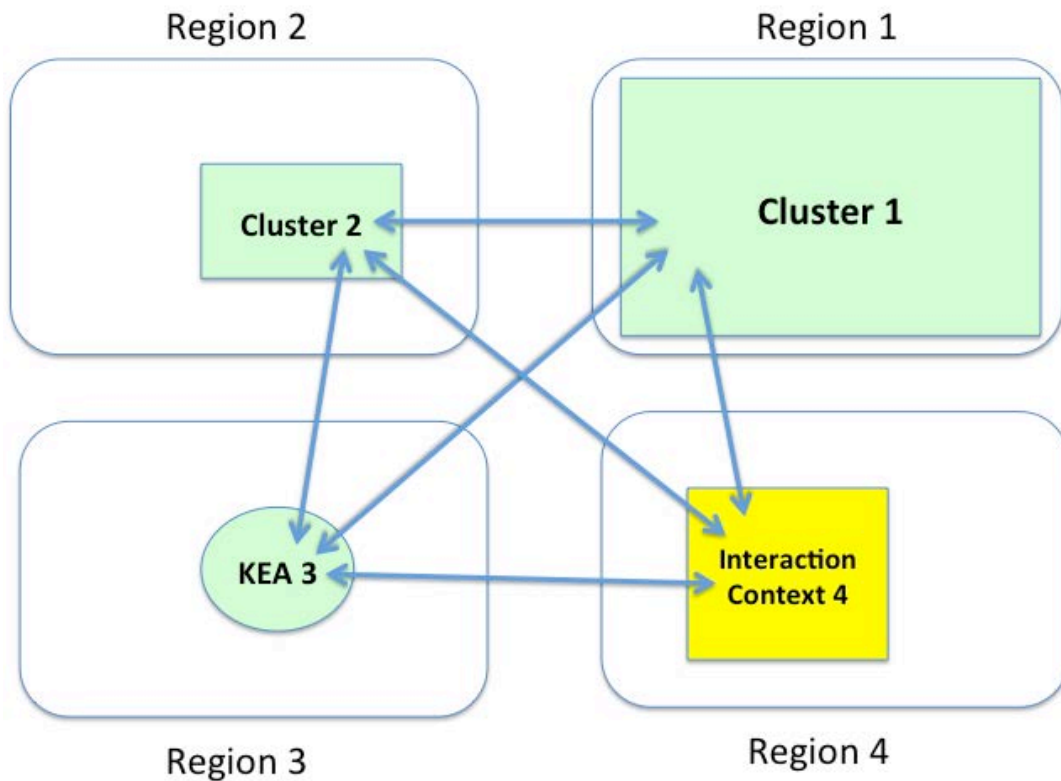 Region 2
Region 1
Cluster 2
Cluster 1
KEA 3
Interaction
Context 4
Region 3
Region 4